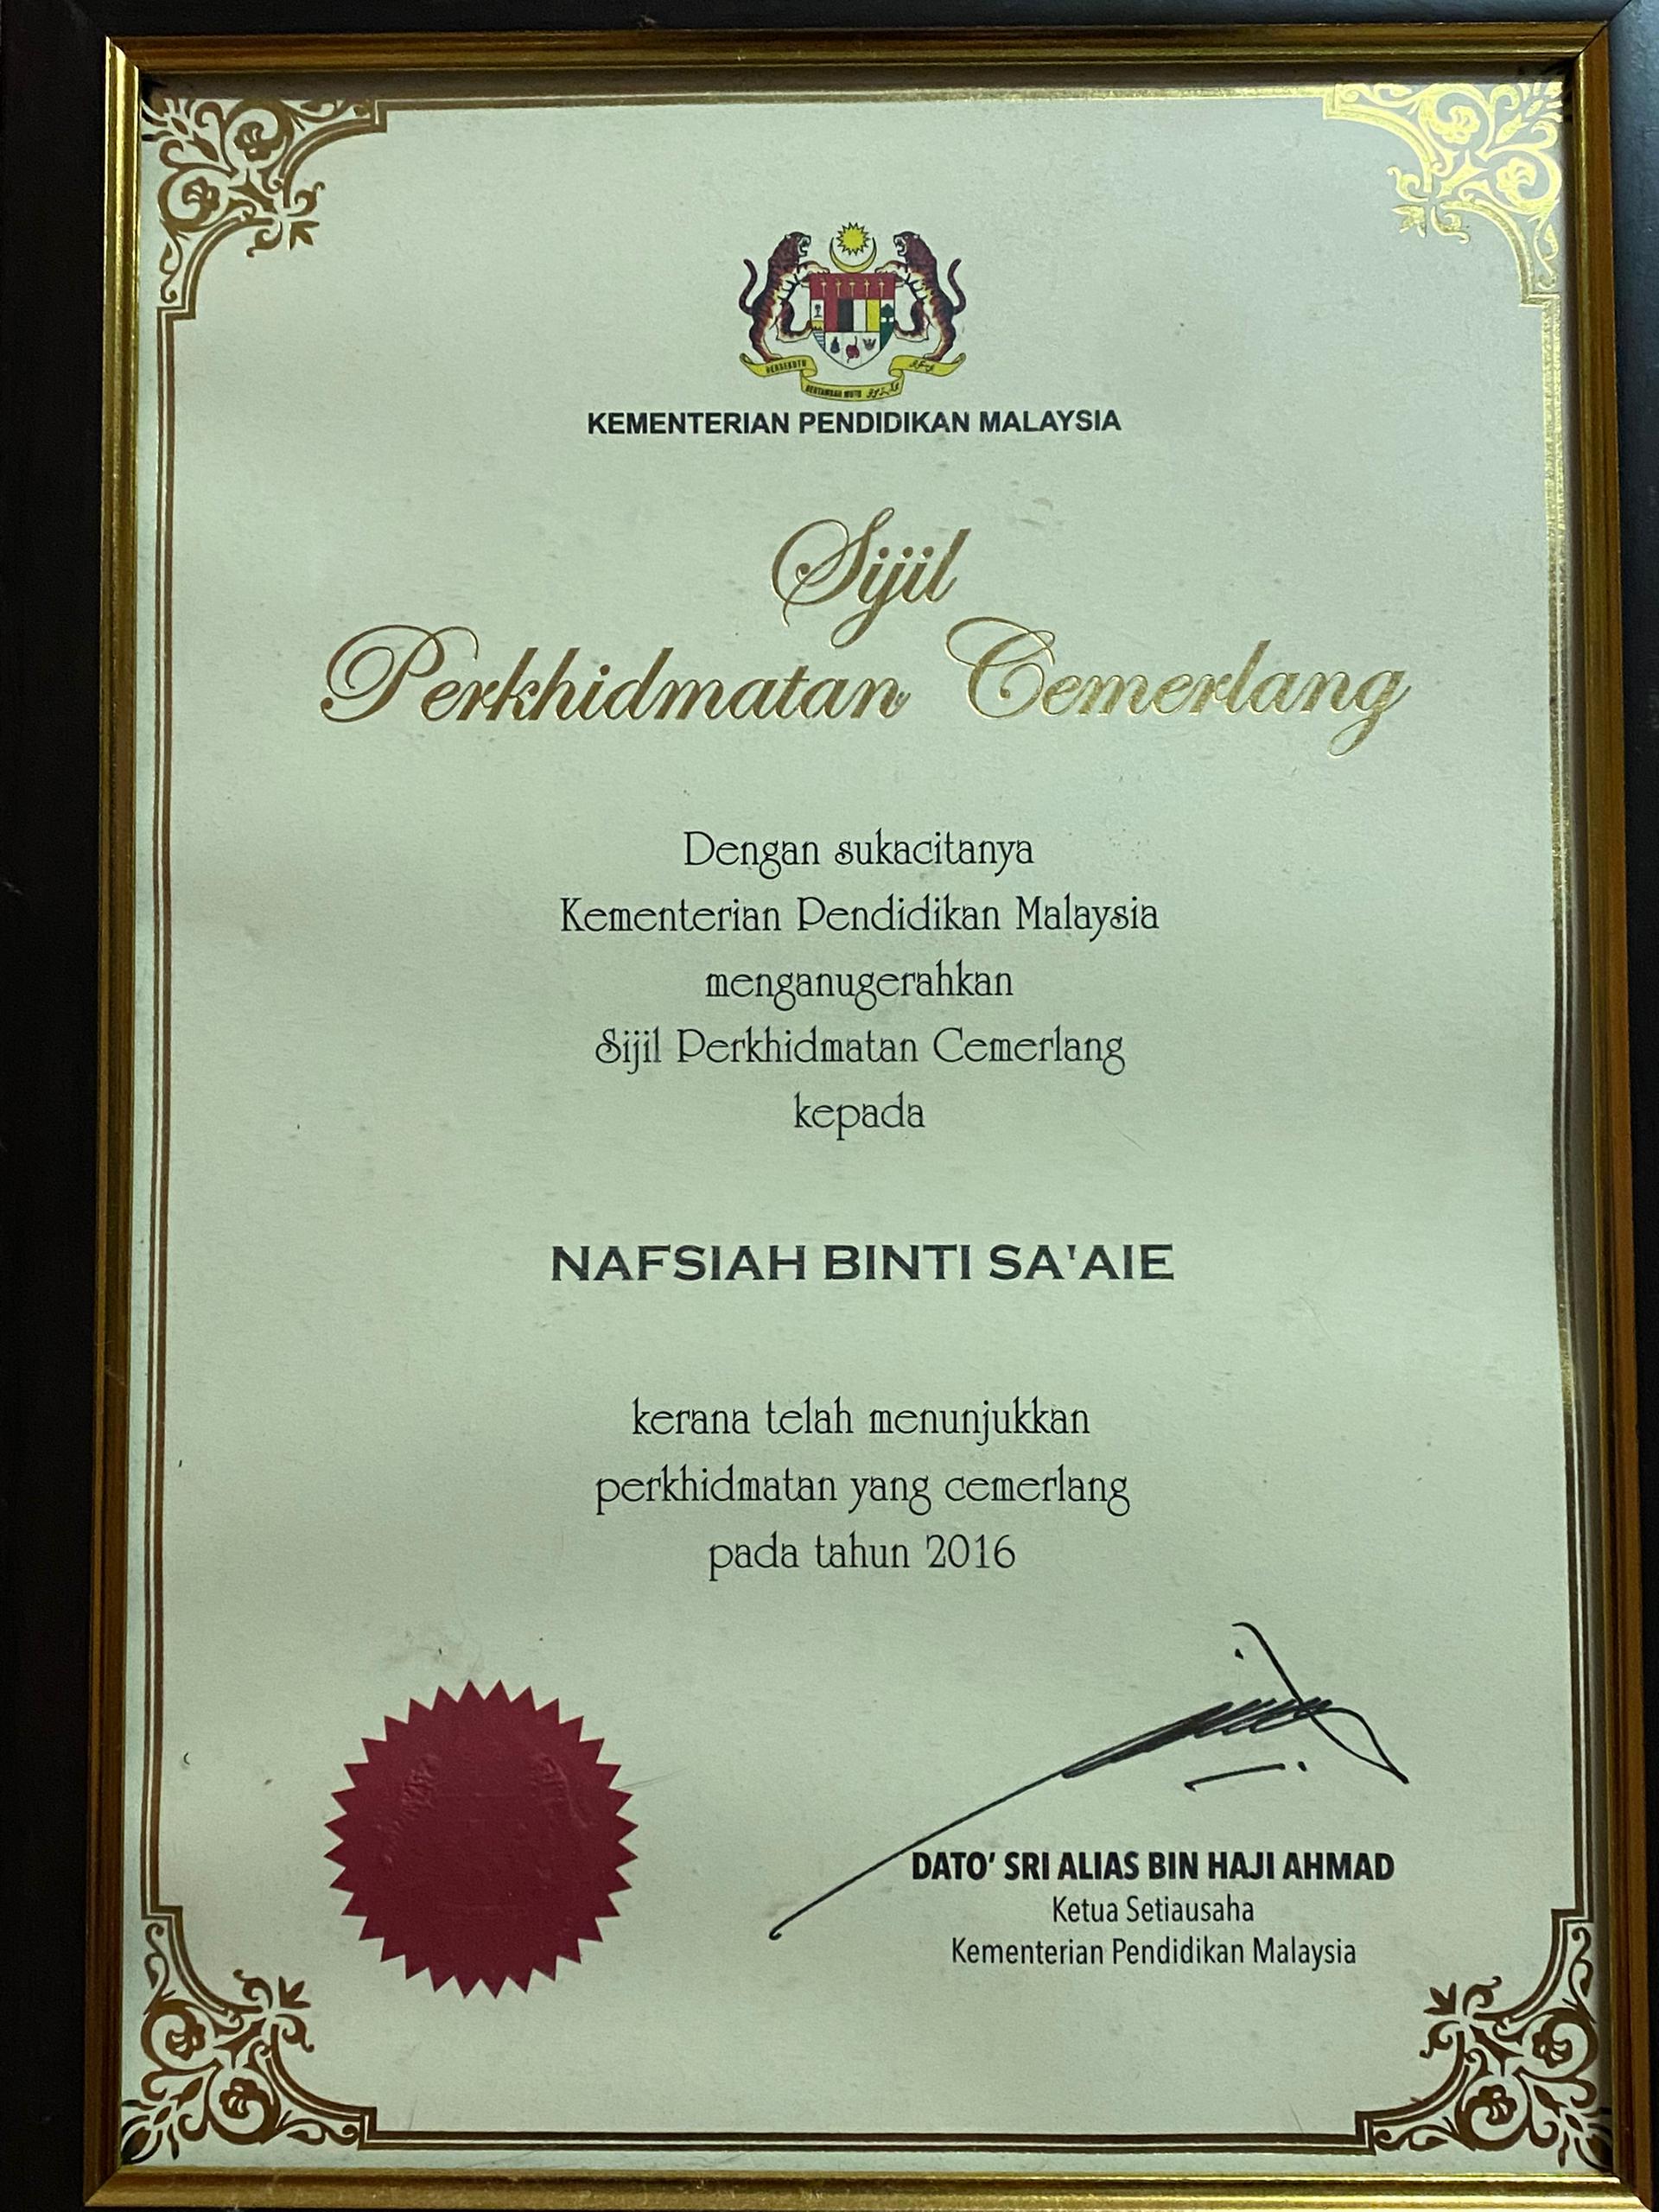 BERSEKUTU
BERTAMBAH MUTU
KEMENTERIAN PENDIDIKAN MALAYSIA
Sijil
Perkhidmatan Cemerlang
Dengan sukacitanya
Kementerian Pendidikan Malaysia
menganugerahkan
Sijil Perkhidmatan Cemerlang
kepada
NAFSIAH BINTI SA'AIE
kerana telah menunjukkan
perkhidmatan yang cemerlang
pada tahun 2016
DATO' SRI ALIAS BIN HAJI AHMAD
Ketua Setiausaha
Kementerian Pendidikan Malaysia